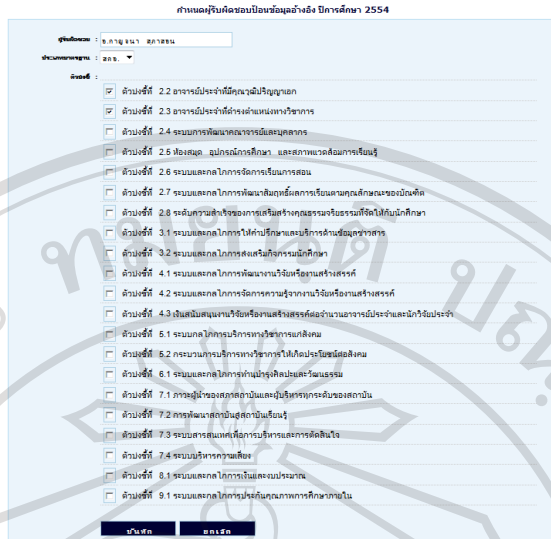 กำหนดผู้รับผิดชอบป้อนข้อมูลอ้างอิง ปีการศึกษา 2554
ผู้รับผิดชอบ : อ.กาญจนา สุภาสอน
ประเภทมาตรฐาน : สกอ.
ตัวบ่งชี้ :
ตัวบ่งชี้ที่ 2.2 อาจารย์ประจำที่มีคุณวุฒิปริญญาเอก
ตัวบ่งชี้ที่ 2.3 อาจารย์ประจำที่ดำรงตำแหน่งทางวิชาการ
ตัวบ่งชี้ที่ 2.4 ระบบการพัฒนาคณาจารย์และบุคลากร
ตัวบ่งชี้ที่ 2.5 ห้องสมุด อุปกรณ์การศึกษา และสภาพแวดล้อมการเรียนรู้
ตัวบ่งชี้ที่ 2.6 ระบบและกลไกการจัดการเรียนการสอน
ตัวบ่งชี้ที่ 2.7 ระบบและกลไกการพัฒนาสัมฤทธิ์ผลการเรียนตามคุณลักษณะของบัณฑิต
ตัวบ่งชี้ที่ 2.8 ระดับความสำเร็จของการเสริมสร้างคุณธรรมจริยธรรมที่จัดให้กับนักศึกษา
ตัวบ่งชี้ที่ 3.1 ระบบและกลไกการให้คำปรึกษาและบริการด้านข้อมูลข่าวสาร
ตัวบ่งชี้ที่ 3.2 ระบบและกลไกการส่งเสริมกิจกรรมนักศึกษา
ตัวบ่งชี้ที่ 4.1 ระบบและกลไกการพัฒนางานวิจัยหรืองานสร้างสรรค์
ตัวบ่งชี้ที่ 4.2 ระบบและกลไกการจัดการความรู้จากงานวิจัยหรืองานสร้างสรรค์
ตัวบ่งชี้ที่ 4.3 เงินสนับสนุนงานวิจัยหรืองานสร้างสรรค์ต่อจำนวนอาจารย์ประจำและนักวิจัยประจำ
ตัวบ่งชี้ที่ 5.1 ระบบกลไกการบริการทางวิชาการแก่สังคม
ตัวบ่งชี้ที่ 5.2 กระบวนการบริการทางวิชาการให้เกิดประโยชน์ต่อสังคม
ตัวบ่งชี้ที่ 6.1 ระบบและกลไกการทำนุบำรุงศิลปะและวัฒนธรรม
ตัวบ่งชี้ที่ 7.1 ภาวะผู้นำของสภาสถาบันและผู้บริหารทุกระดับของสถาบัน
ตัวบ่งชี้ที่ 7.2 การพัฒนาสถาบันสู่สถาบันเรียนรู้
ตัวบ่งชี้ที่ 7.3 ระบบสารสนเทศเพื่อการบริหารและการตัดสินใจ
ตัวบ่งชี้ที่ 7.4 ระบบบริหารความเสี่ยง
ตัวบ่งชี้ที่ 8.1 ระบบและกลไกการเงินและงบประมาณ
ตัวบ่งชี้ที่ 9.1 ระบบและกลไกการประกันคุณภาพการศึกษาภายใน
บันทึก ยกเลิก